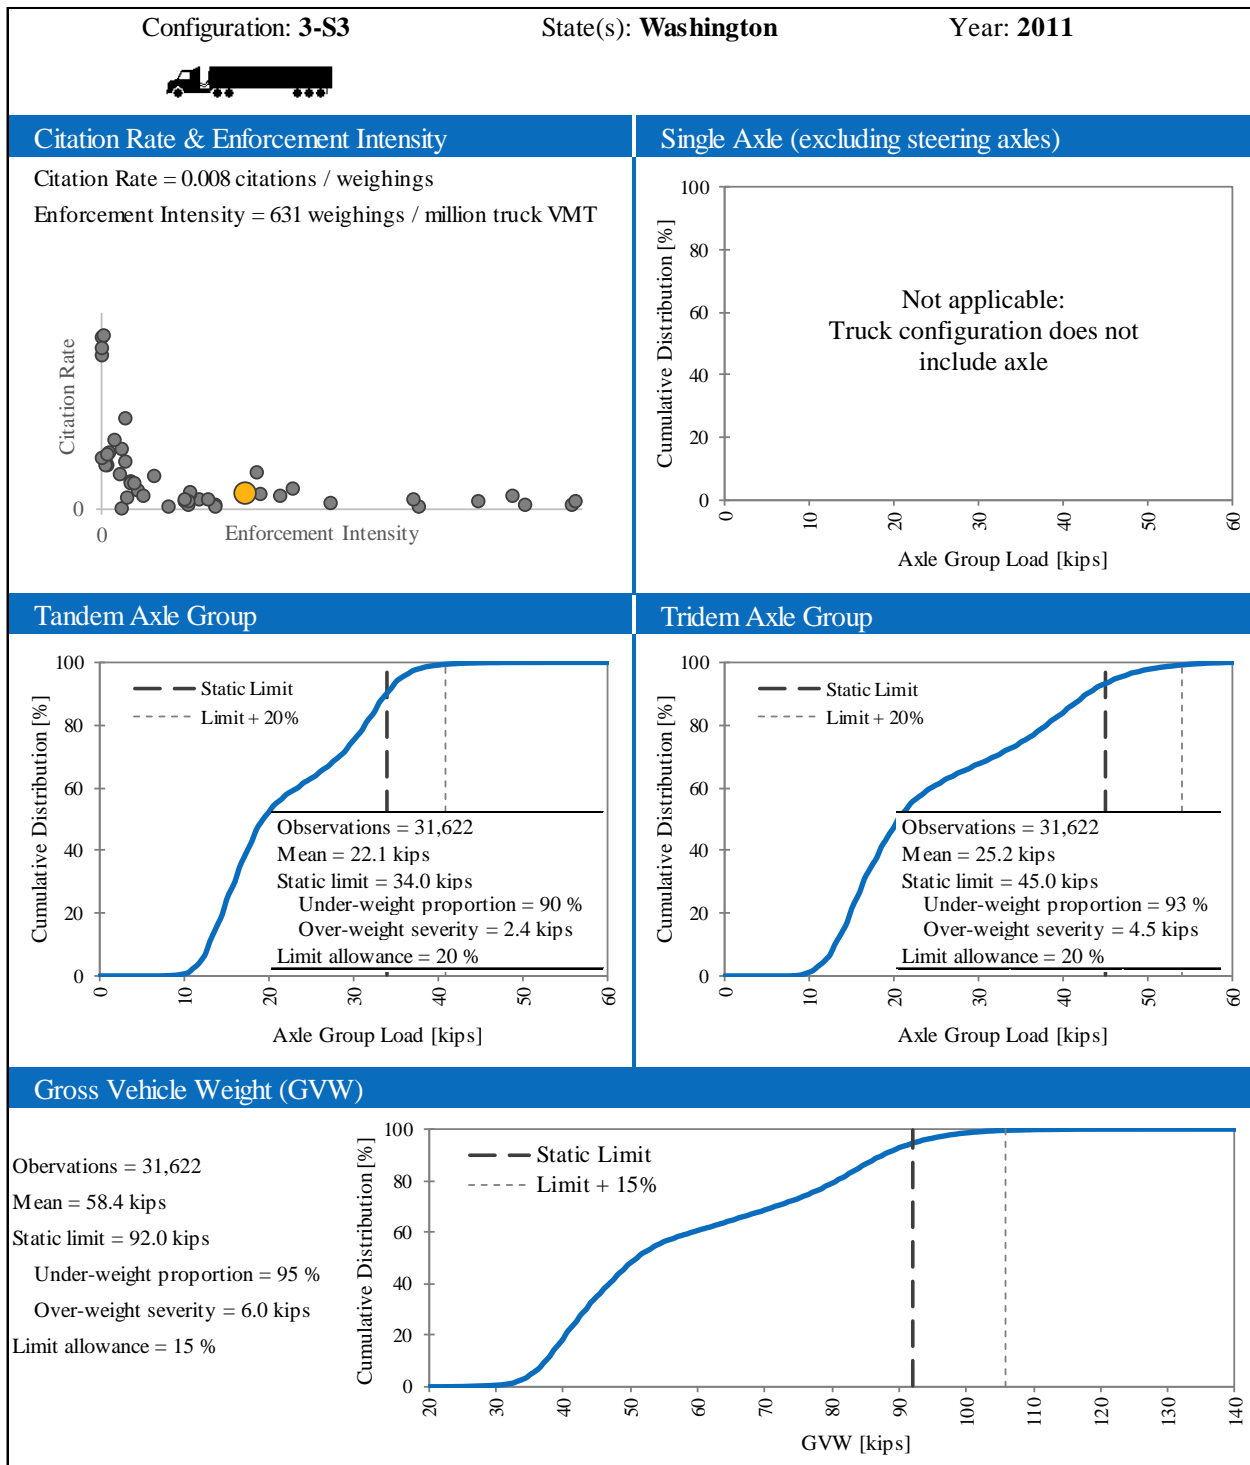 Configuration: 3-S3 State(s): Washington Year: 2011
Citation Rate & Enforcement Intensity
Citation Rate = 0.008 citations / weighings
Enforcement Intensity = 631 weighings / million truck VMT
Citation Rate
0
0
Enforcement Intensity
Single Axle (excluding steering axles)
Cumulative Distribution [%]
100
80
60
40
20
0
Not applicable:
Truck configuration does not
include axle
0 10 20 30 40 50 60
Axle Group Load [kips]
Tandem Axle Group
Cumulative Distribution [%]
100
80
60
40
20
0
Static Limit
Limit + 20%
Observations = 31,622
Mean = 22.1 kips
Static limit = 34.0 kips
Under-weight proportion = 90 %
Over-weight severity = 2.4 kips
Limit allowance = 20 %
0 10 20 30 40 50 60
Axle Group Load [kips]
Tridem Axle Group
Cumulative Distribution [%]
100
80
60
40
20
0
Static Limit
Limit + 20%
Observations = 31,622
Mean = 25.2 kips
Static limit = 45.0 kips
Under-weight proportion = 93 %
Over-weight severity = 4.5 kips
Limit allowance = 20 %
0 10 20 30 40 50 60
Axle Group Load [kips]
Gross Vehicle Weight (GVW)
Obervations = 31,622
Mean = 58.4 kips
Static limit = 92.0 kips
Under-weight proportion = 95 %
Over-weight severity = 6.0 kips
Limit allowance = 15 %
Cumulative Distribution [%]
100
80
60
40
20
0
Static Limit
Limit + 15%
20 30 40 50 60 70 80 90 100 110 120 130 140
GVW [kips]